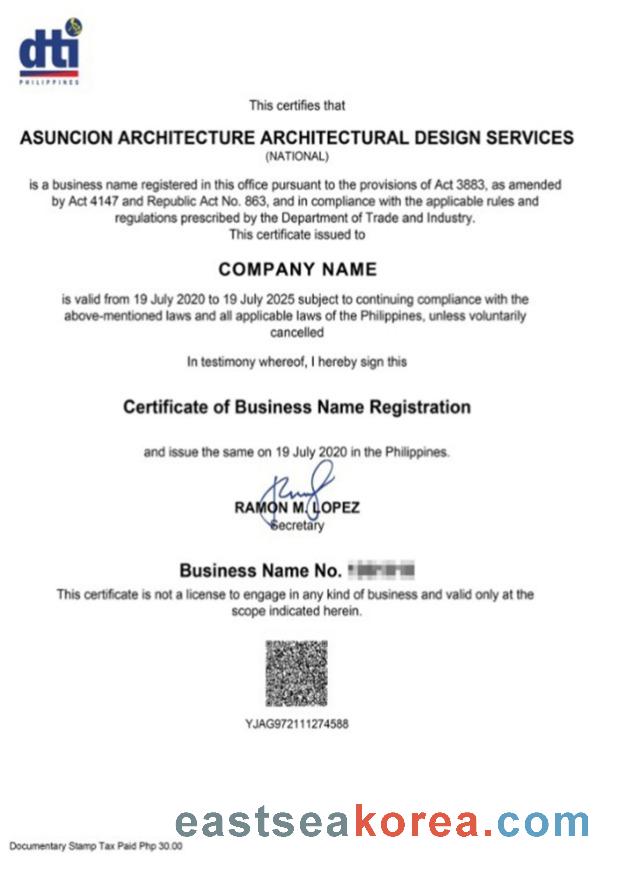 dti
PHILIPPINES
This certifies that
ASUNCION ARCHITECTURE ARCHITECTURAL DESIGN SERVICES
(NATIONAL)
is a business name registered in this office pursuant to the provisions of Act 3883, as amended
by Act 4147 and Republic Act No. 863, and in compliance with the applicable rules and
regulations prescribed by the Department of Trade and Industry.
This certificate issued to
COMPANY NAME
is valid from 19 July 2020 to 19 July 2025 subject to continuing compliance with the
above-mentioned laws and all applicable laws of the Philippines, unless voluntarily
cancelled
In testimony whereof, I hereby sign this
Certificate of Business Name Registration
and issue the same on 19 July 2020 in the Philippines.
RAMON M. LOPEZ
Secretary
Business Name No.
This certificate is not a license to engage in any kind of business and valid only at the
scope indicated herein.
YJAG972111274588
eastseakorea.com
Documentary Stamp Tax Paid Php 30.00